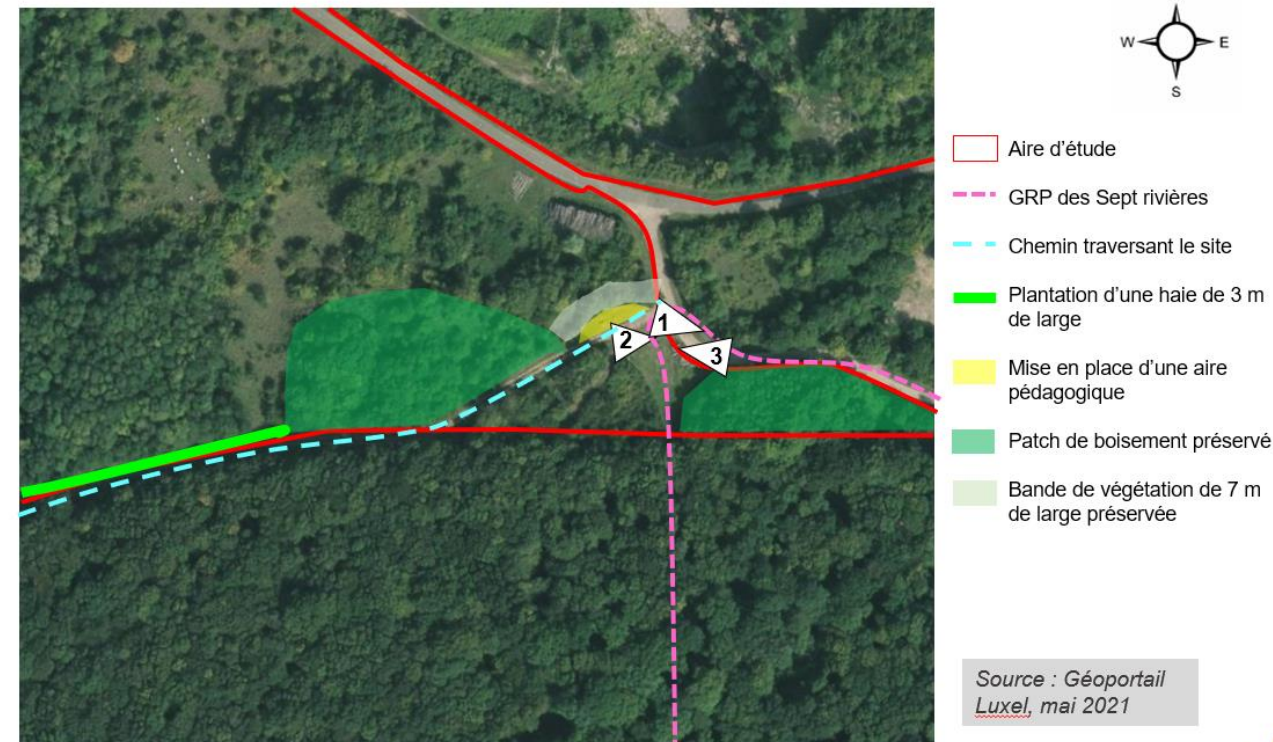 W
E
S
Aire d'étude
GRP des Sept rivières
Chemin traversant le site
Plantation d'une haie de 3 m
de large
Mise en place d'une aire
pédagogique
Patch de boisement préservé
Bande de végétation de 7 m
de large préservée
1
2
3
Source : Géoportail
Luxel, mai 2021